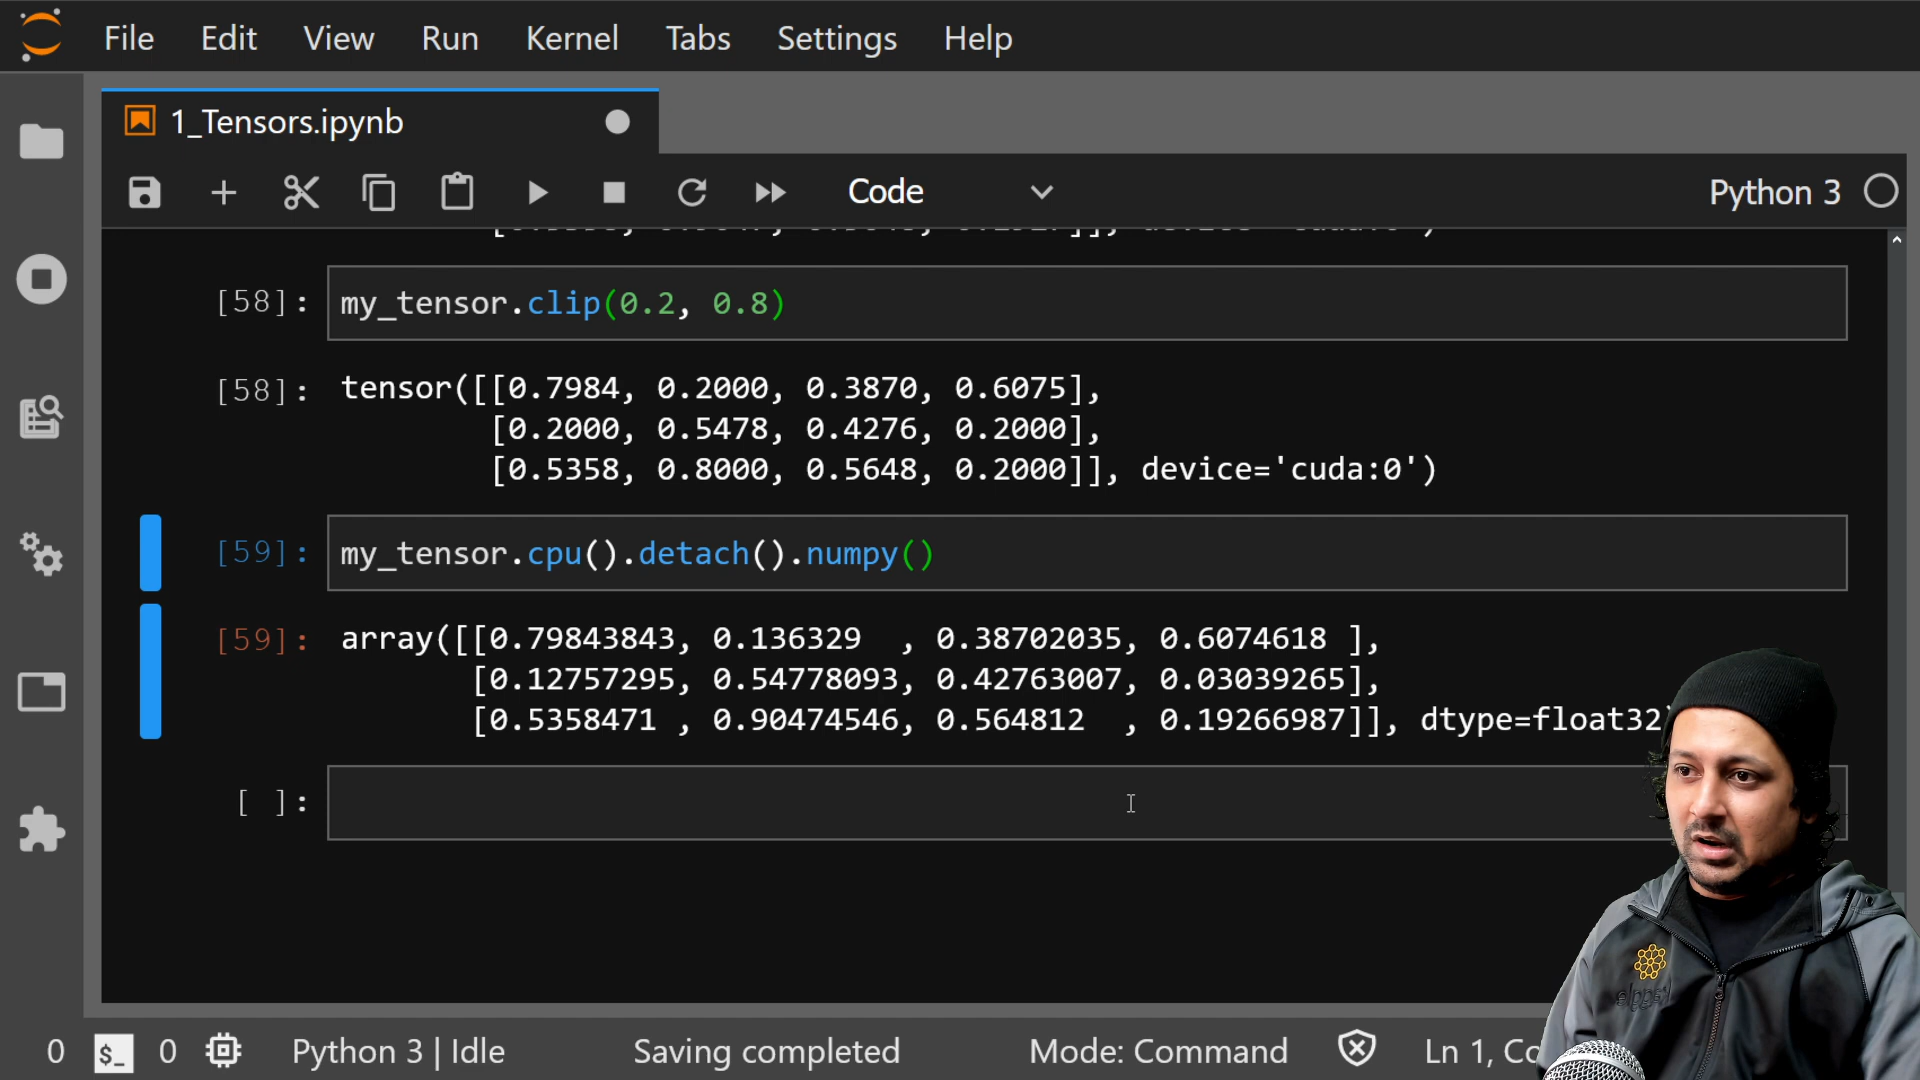 File Edit View Run Kernel Tabs Settings Help
1_Tensors.ipynb
Code
Python 3
[58]: my_tensor.clip(0.2, 0.8)
[58]: tensor([[0.7984, 0.2000, 0.3870, 0.6075],
[0.2000, 0.5478, 0.4276, 0.2000],
[0.5358, 0.8000, 0.5648, 0.2000]], device='cuda:0')
[59]: my_tensor.cpu().detach().numpy()
[59]: array([[0.79843843, 0.136329  , 0.38702035, 0.6074618 ],
[0.12757295, 0.54778093, 0.42763007, 0.03039265],
[0.5358471 , 0.90474546, 0.564812  , 0.19266987]], dtype=float32)
[ ]:
0 $_ 0 Python 3 | Idle Saving completed Mode: Command Ln 1, Co